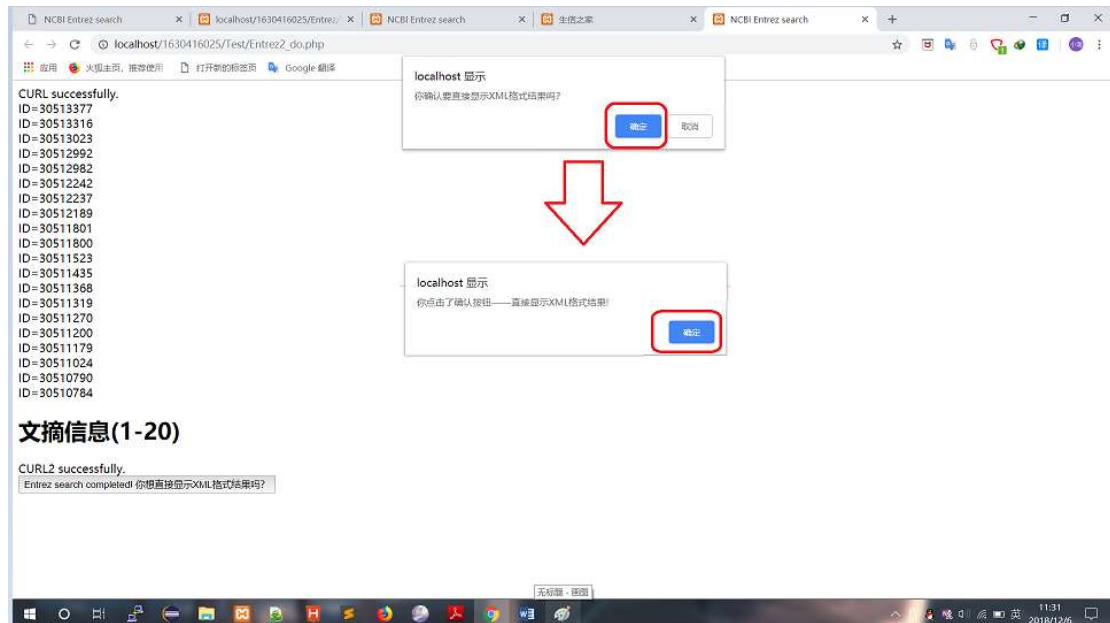 NCBI Entrez search
localhost/1630416025/Entrez
NCBI Entrez search
生信之家
NCBI Entrez search
localhost/1630416025/Test/Entrez2_do.php
应用
火狐主页，推荐使用
打开新的标签页
Google 翻译
localhost 显示
你确认要直接显示XML格式结果吗?
确定
取消
CURL successfully.
ID=30513377
ID=30513316
ID=30513023
ID=30512992
ID=30512982
ID=30512242
ID=30512237
ID=30512189
ID=30511801
ID=30511800
ID=30511523
ID=30511435
ID=30511368
ID=30511319
ID=30511270
ID=30511200
ID=30511179
ID=30511024
ID=30510790
ID=30510784
localhost 显示
你点击了确认按钮——直接显示XML格式结果!
确定
文摘信息(1-20)
CURL2 successfully.
Entrez search completed! 你想直接显示XML格式结果吗?
无标题 - 画图
英
11:31
2018/12/6